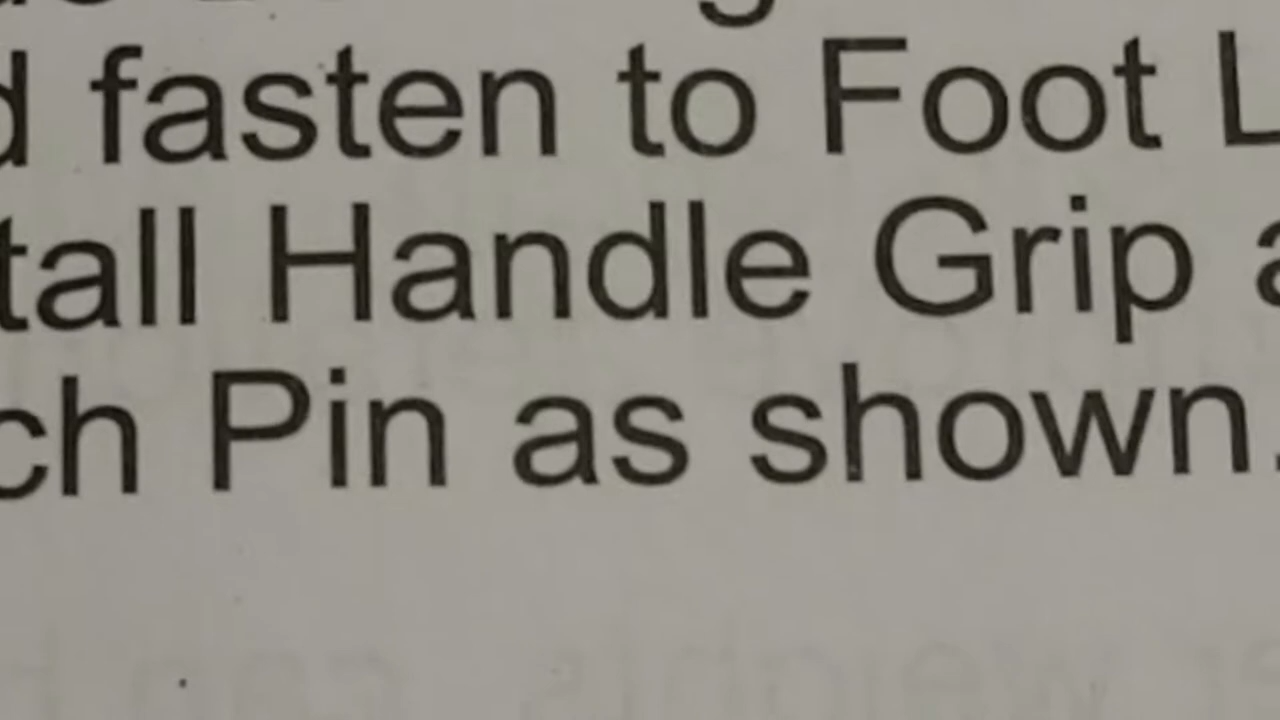 d fasten to Foot L
tall Handle Grip a
ch Pin as shown.